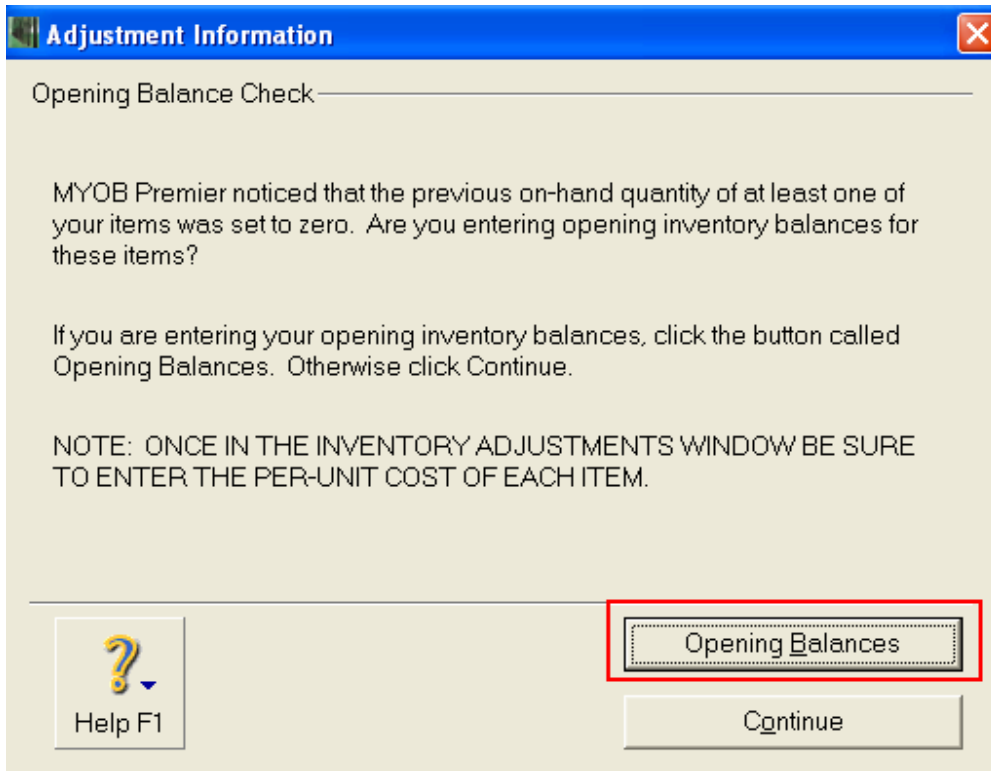 Adjustment Information
Opening Balance Check
MYOB Premier noticed that the previous on-hand quantity of at least one of
your items was set to zero.  Are you entering opening inventory balances for
these items?
If you are entering your opening inventory balances, click the button called
Opening Balances.  Otherwise click Continue.
NOTE:  ONCE IN THE INVENTORY ADJUSTMENTS WINDOW BE SURE
TO ENTER THE PER-UNIT COST OF EACH ITEM.
Opening Balances
Help F1
Continue